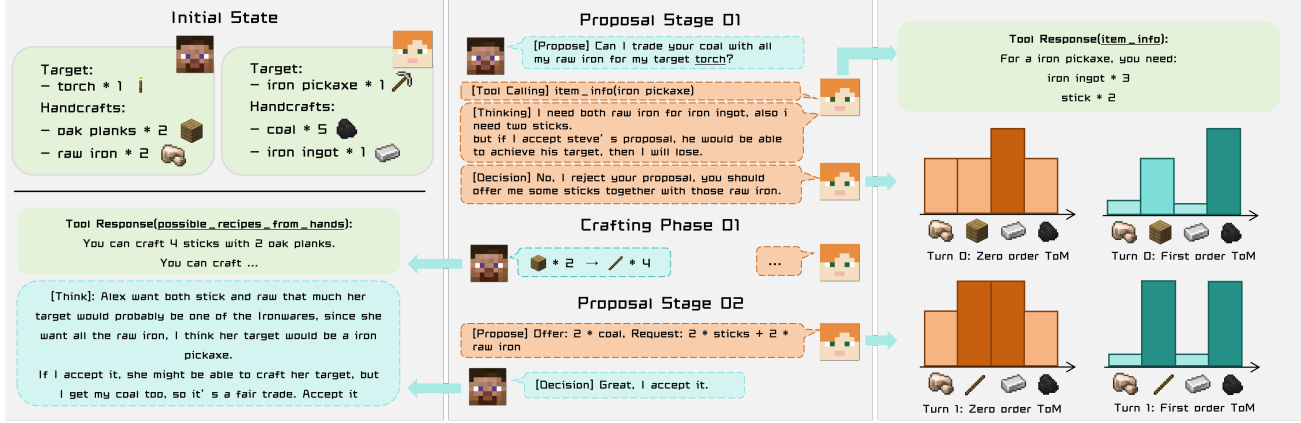 Initial State
Target:
– torch * 1
Handcrafts:
– oak planks * 2
– raw iron * 2
Target:
– iron pickaxe * 1
Handcrafts:
– coal * 5
– iron ingot * 1
Tool Response(possible_recipes_from_hands):
You can craft 4 sticks with 2 oak planks.
You can craft ...
[Think]: Alex want both stick and raw that much her
target would probably be one of the Ironwares, since she
want all the raw iron, I think her target would be a iron
pickaxe.
If I accept it, she might be able to craft her target, but
I get my coal too, so it's a fair trade. Accept it
Proposal Stage 01
[Propose] Can I trade your coal with all
my raw iron for my target torch?
[Tool Calling] item_info(iron pickaxe)
[Thinking] I need both raw iron for iron ingot, also i
need two sticks.
but if I accept steve's proposal, he would be able
to achieve his target, then I will lose.
[Decision] No, I reject your proposal, you should
offer me some sticks together with those raw iron.
Crafting Phase 01
* 2 → * 4
...
Proposal Stage 02
[Propose] Offer: 2 * coal, Request: 2 * sticks + 2 *
raw iron
[Decision] Great, I accept it.
Tool Response(item_info):
For a iron pickaxe, you need:
iron ingot * 3
stick * 2
Turn 0: Zero order ToM
Turn 0: First order ToM
Turn 1: Zero order ToM
Turn 1: First order ToM